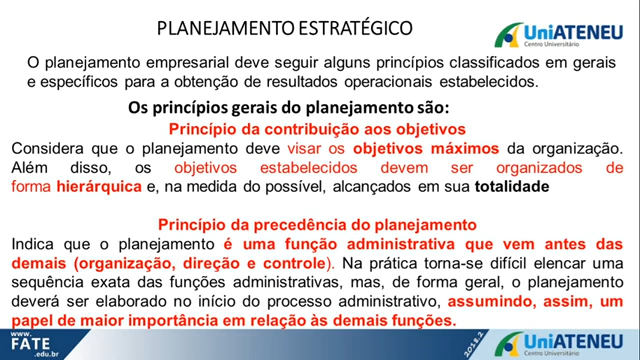 PLANEJAMENTO ESTRATÉGICO
UniATENEU
Centro Universitário
O planejamento empresarial deve seguir alguns princípios classificados em gerais
e específicos para a obtenção de resultados operacionais estabelecidos.
Os princípios gerais do planejamento são:
Princípio da contribuição aos objetivos
Considera que o planejamento deve visar os objetivos máximos da organização.
Além disso, os objetivos estabelecidos devem ser organizados de
forma hierárquica e, na medida do possível, alcançados em sua totalidade
Princípio da precedência do planejamento
Indica que o planejamento é uma função administrativa que vem antes das
demais (organização, direção e controle). Na prática torna-se difícil elencar uma
sequência exata das funções administrativas, mas, de forma geral, o planejamento
deverá ser elaborado no início do processo administrativo, assumindo, assim, um
papel de maior importância em relação às demais funções.
www.
FATE
.edu.br
2018.2
UniATENEU
Centro Universitário